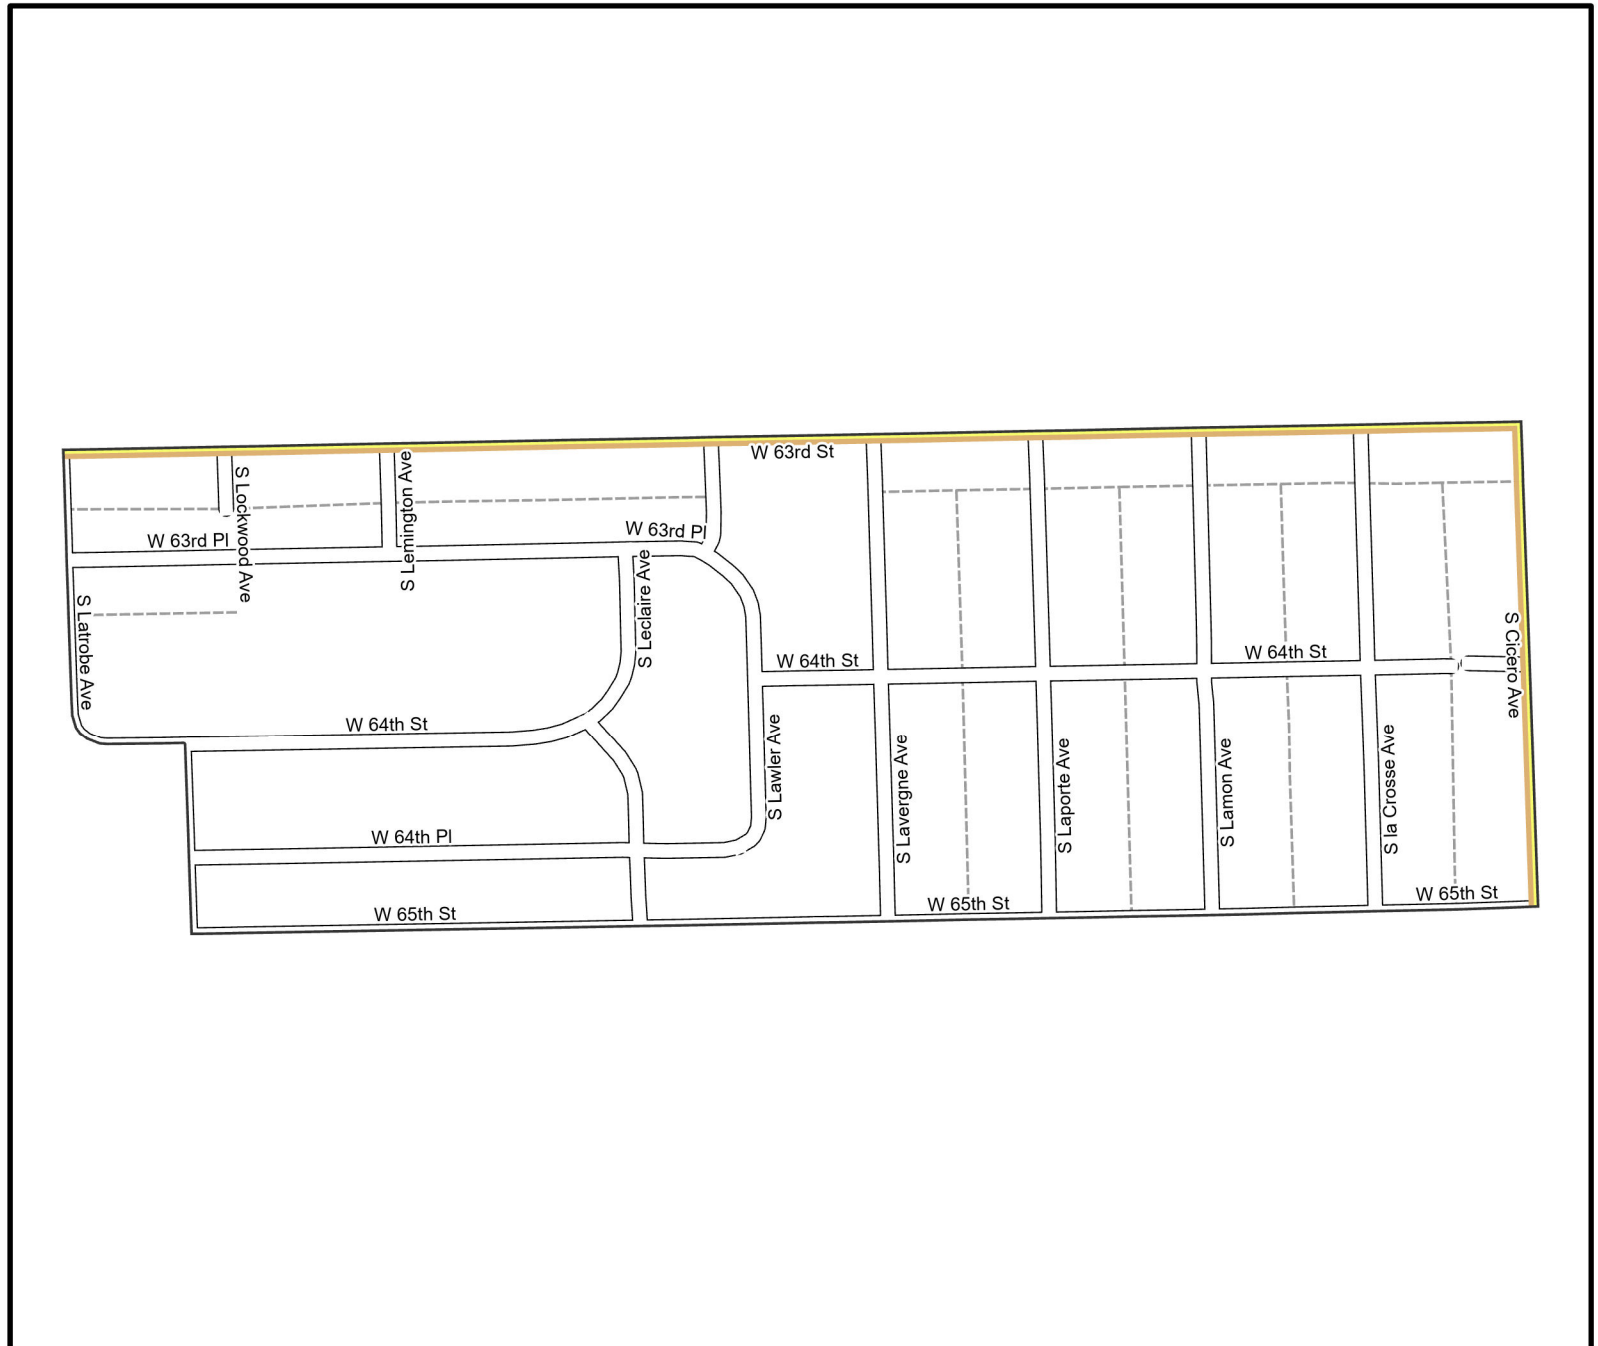 W 63rd St
S Lockwood Ave
S Lemington Ave
W 63rd Pl
W 63rd Pl
S Leclaire Ave
S Latrobe Ave
W 64th St
W 64th St
S Cicero Ave
W 64th St
S Lawler Ave
S Lavergne Ave
S Laporte Ave
S Lamon Ave
S la Crosse Ave
W 64th Pl
W 65th St
W 65th St
W 65th St